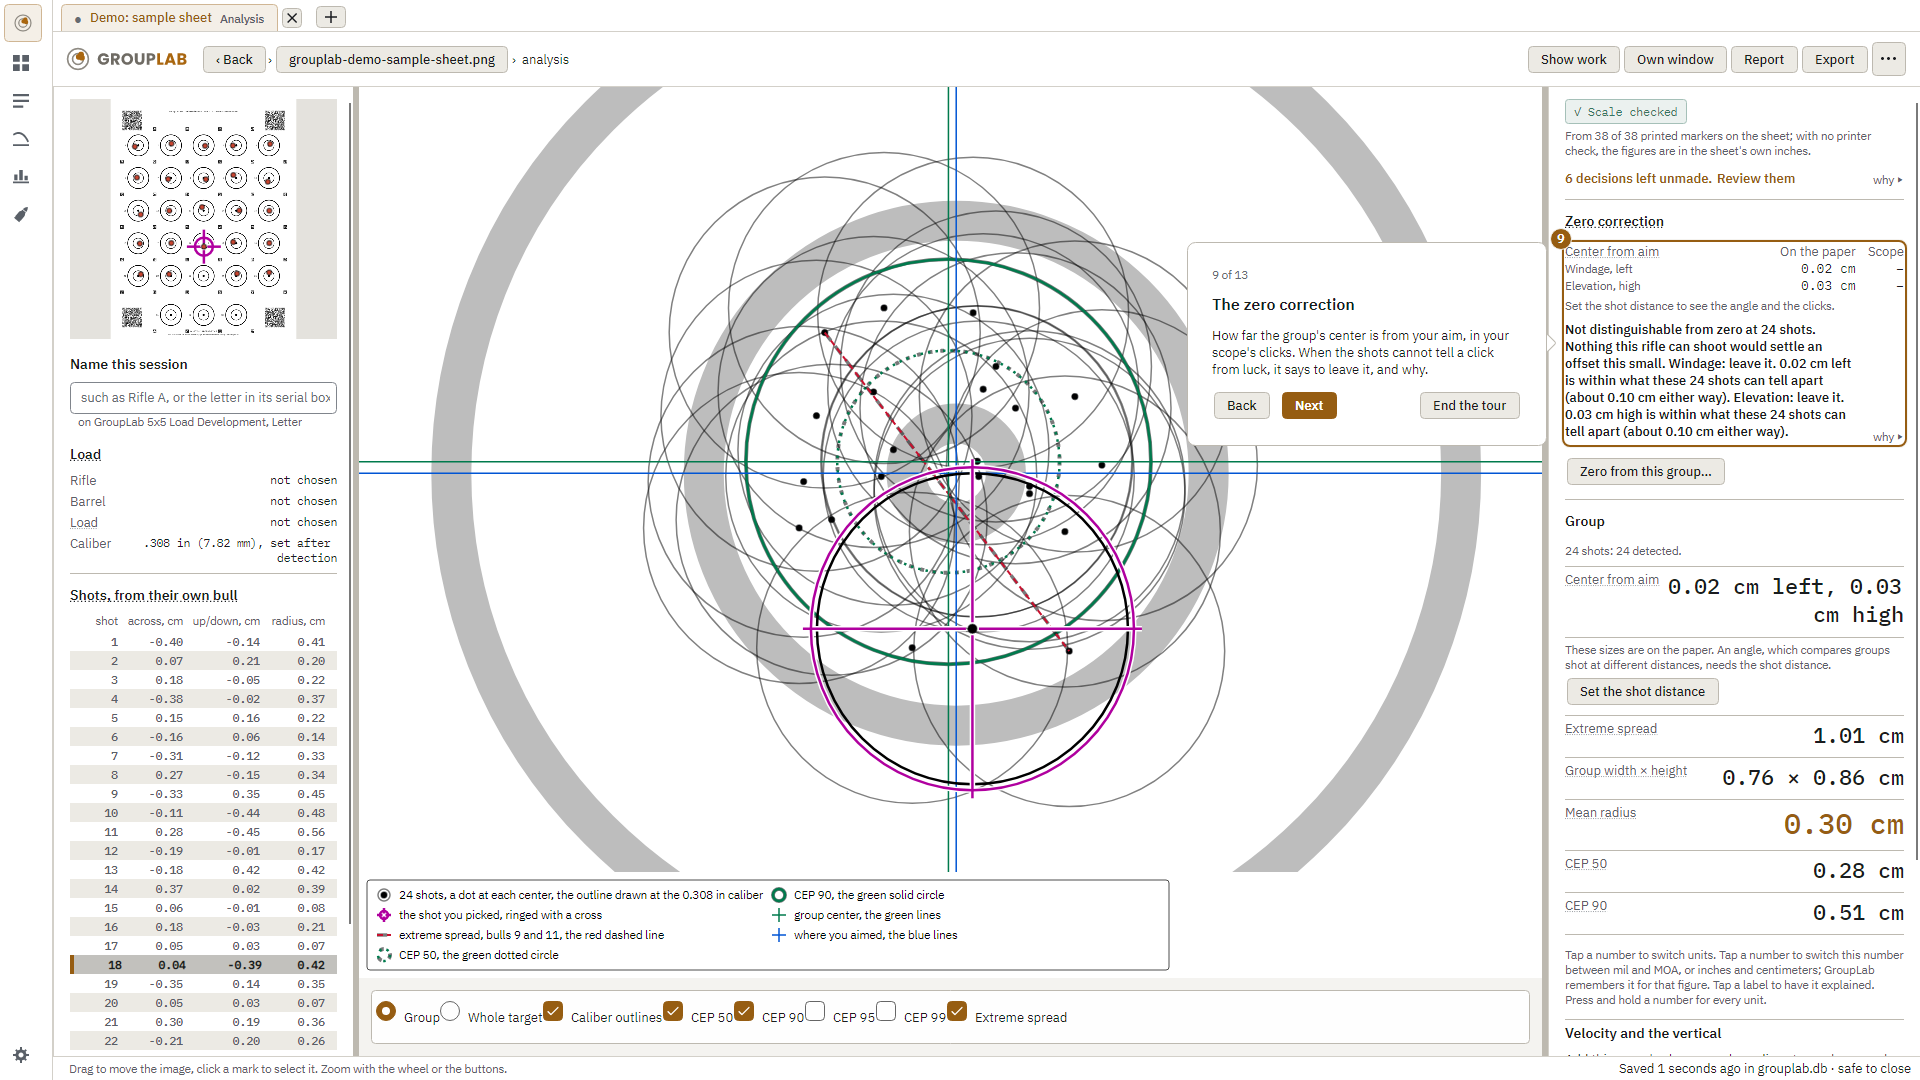 Demo: sample sheet Analysis
GROUPLAB
‹ Back › grouplab-demo-sample-sheet.png › analysis
Show work
Own window
Report
Export
Name this session
such as Rifle A, or the letter in its serial box
on GroupLab 5x5 Load Development, Letter
Load
Rifle not chosen
Barrel not chosen
Load not chosen
Caliber .308 in (7.82 mm), set after
detection
Shots, from their own bull
shot across, cm up/down, cm radius, cm
1 -0.40 -0.14 0.41
2 0.07 0.21 0.20
3 0.18 -0.05 0.22
4 -0.38 -0.02 0.37
5 0.15 0.16 0.22
6 -0.16 0.06 0.14
7 -0.31 -0.12 0.33
8 0.27 -0.15 0.34
9 -0.33 0.35 0.45
10 -0.11 -0.44 0.48
11 0.28 -0.45 0.56
12 -0.19 -0.01 0.17
13 -0.18 0.42 0.42
14 0.37 0.02 0.39
15 0.06 -0.01 0.08
16 0.18 -0.03 0.21
17 0.05 0.03 0.07
18 0.04 -0.39 0.42
19 -0.35 0.14 0.35
20 0.05 0.03 0.07
21 0.30 0.19 0.36
22 -0.21 0.20 0.26
9 of 13
The zero correction
How far the group's center is from your aim, in your
scope's clicks. When the shots cannot tell a click
from luck, it says to leave it, and why.
Back
Next
End the tour
24 shots, a dot at each center, the outline drawn at the 0.308 in caliber
the shot you picked, ringed with a cross
extreme spread, bulls 9 and 11, the red dashed line
CEP 50, the green dotted circle
CEP 90, the green solid circle
group center, the green lines
where you aimed, the blue lines
Group
Whole target
Caliber outlines
CEP 50
CEP 90
CEP 95
CEP 99
Extreme spread
√ Scale checked
From 38 of 38 printed markers on the sheet; with no printer
check, the figures are in the sheet's own inches.
6 decisions left unmade. Review them why ▸
Zero correction
9
Center from aim On the paper Scope
Windage, left 0.02 cm –
Elevation, high 0.03 cm –
Set the shot distance to see the angle and the clicks.
Not distinguishable from zero at 24 shots.
Nothing this rifle can shoot would settle an
offset this small. Windage: leave it. 0.02 cm left
is within what these 24 shots can tell apart
(about 0.10 cm either way). Elevation: leave it.
0.03 cm high is within what these 24 shots can
tell apart (about 0.10 cm either way). why ▸
Zero from this group...
Group
24 shots: 24 detected.
Center from aim 0.02 cm left, 0.03
cm high
These sizes are on the paper. An angle, which compares groups
shot at different distances, needs the shot distance.
Set the shot distance
Extreme spread 1.01 cm
Group width × height 0.76 × 0.86 cm
Mean radius 0.30 cm
CEP 50 0.28 cm
CEP 90 0.51 cm
Tap a number to switch units. Tap a number to switch this number
between mil and MOA, or inches and centimeters; GroupLab
remembers it for that figure. Tap a label to have it explained.
Press and hold a number for every unit.
Velocity and the vertical
Drag to move the image, click a mark to select it. Zoom with the wheel or the buttons.
Saved 1 seconds ago in grouplab.db · safe to close